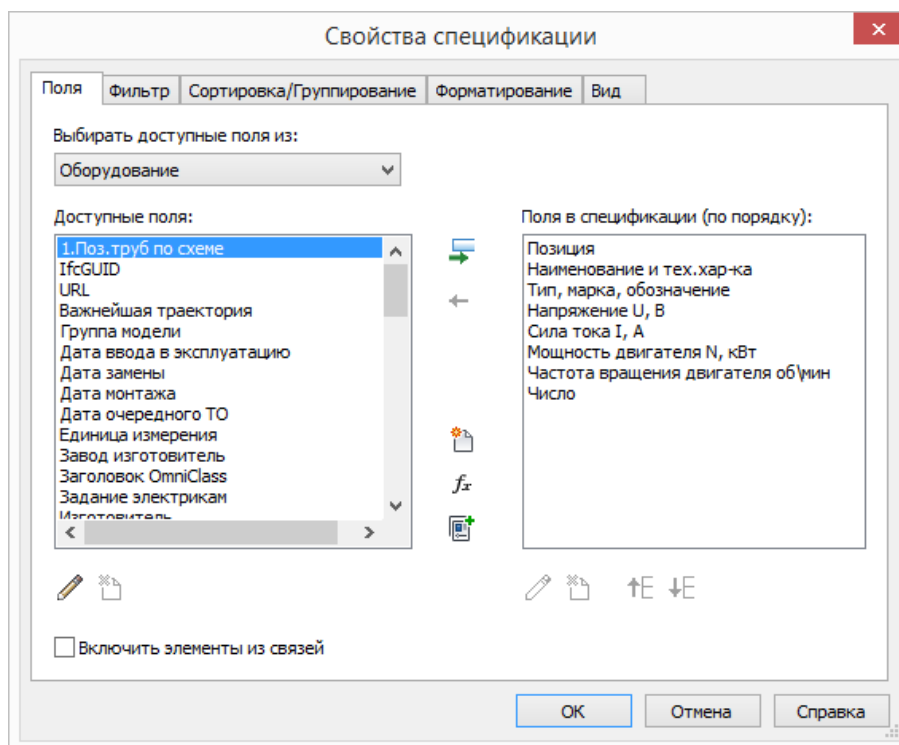 Свойства спецификации
Поля Фильтр Сортировка/Группирование Форматирование Вид
Выбирать доступные поля из:
Оборудование
Доступные поля:
1.Поз.труб по схеме
IfcGUID
URL
Важнейшая траектория
Группа модели
Дата ввода в эксплуатацию
Дата замены
Дата монтажа
Дата очередного ТО
Единица измерения
Завод изготовитель
Заголовок OmniClass
Задание электрикам
Изготовитель
Поля в спецификации (по порядку):
Позиция
Наименование и тех.хар-ка
Тип, марка, обозначение
Напряжение U, В
Сила тока I, А
Мощность двигателя N, кВт
Частота вращения двигателя об\мин
Число
fx
Включить элементы из связей
ОК Отмена Справка